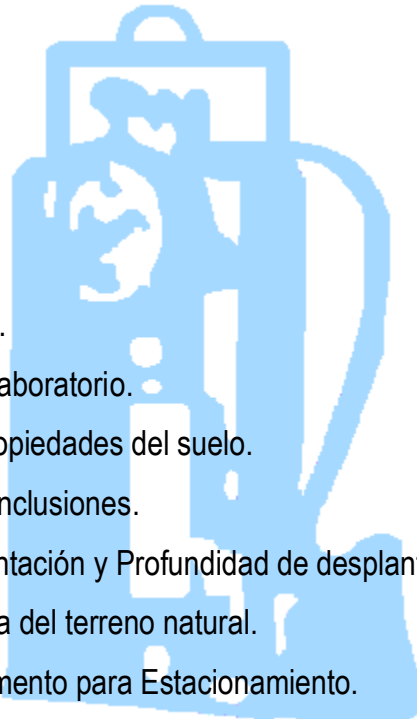 .
aboratorio.
opiedades del suelo.
nclusiones.
ntación y Profundidad de desplant
a del terreno natural.
mento para Estacionamiento.